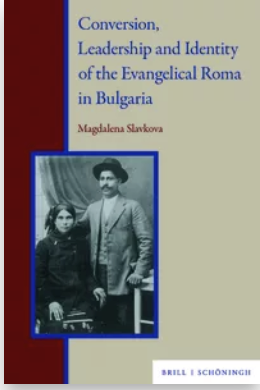 Conversion,
Leadership and Identity
of the Evangelical Roma
in Bulgaria
Magdalena Slavkova
BRILL | SCHÖNINGH